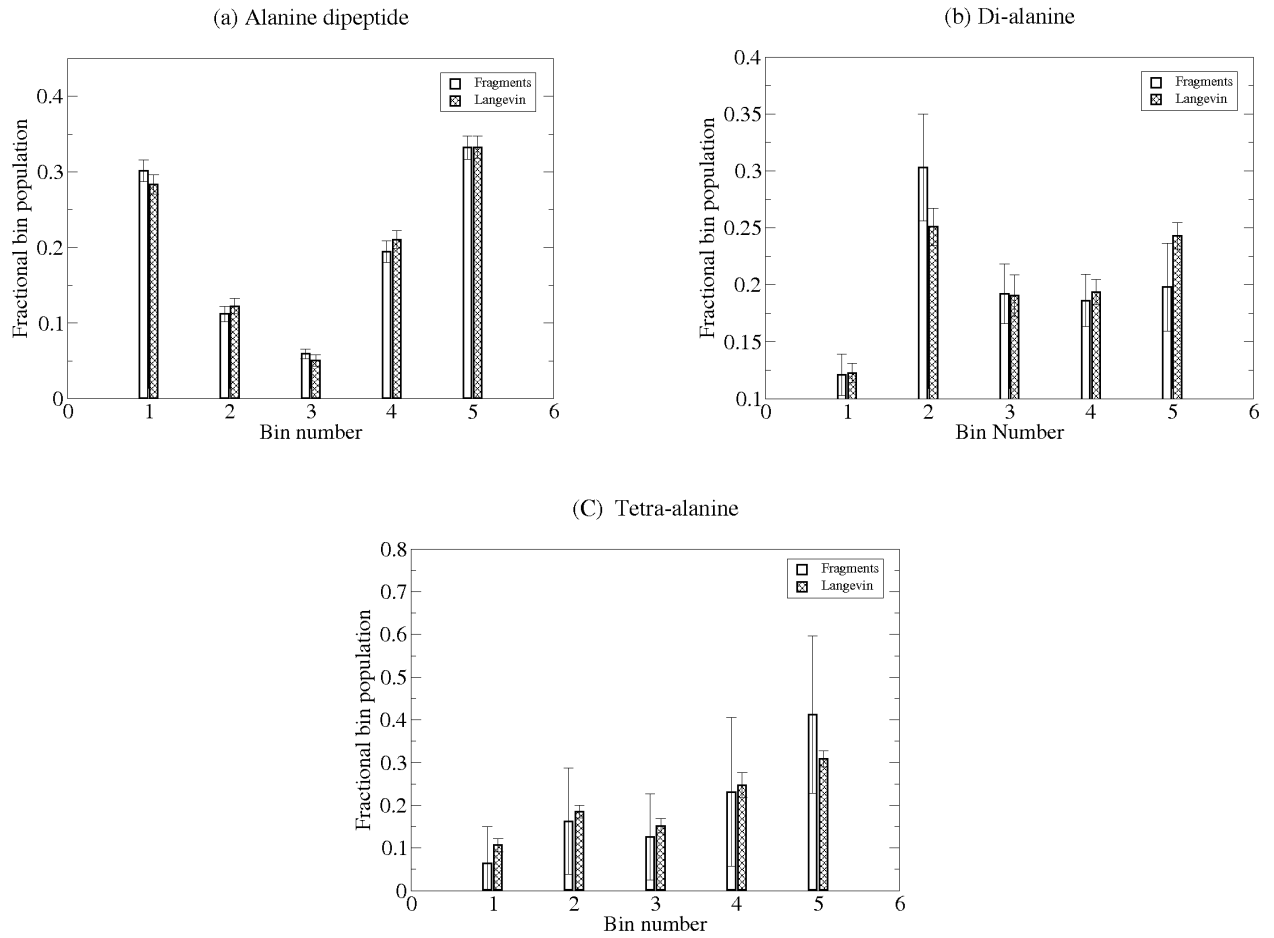 (a) Alanine dipeptide
Fractional bin population
0.4
0.3
0.2
0.1
0
Fragments
Langevin
0 1 2 3 4 5 6
Bin number
(b) Di-alanine
Fractional bin population
0.4
0.35
0.3
0.25
0.2
0.15
0.1
Fragments
Langevin
0 1 2 3 4 5 6
Bin Number
(C) Tetra-alanine
Fractional bin population
0.8
0.7
0.6
0.5
0.4
0.3
0.2
0.1
0
Fragments
Langevin
0 1 2 3 4 5 6
Bin number